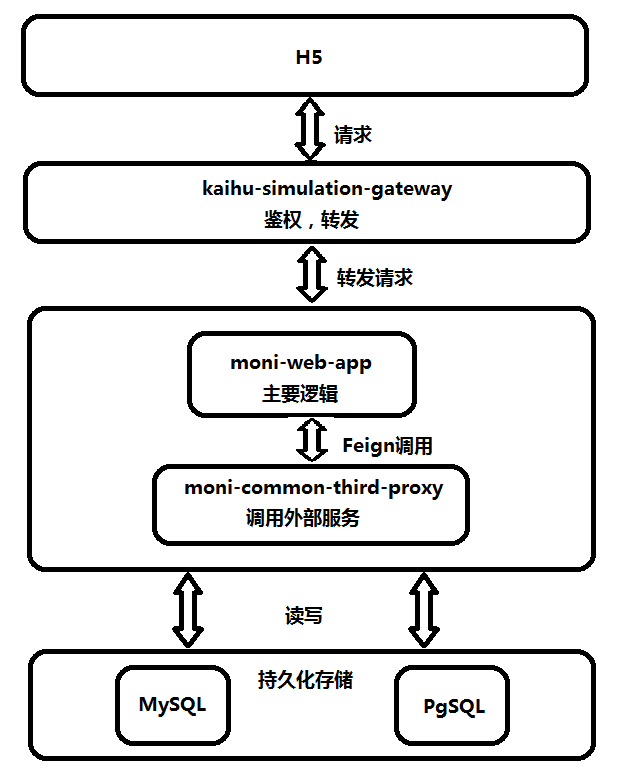 H5
请求
kaihu-simulation-gateway
鉴权，转发
转发请求
moni-web-app
主要逻辑
Feign调用
moni-common-third-proxy
调用外部服务
读写
持久化存储
MySQL
PgSQL